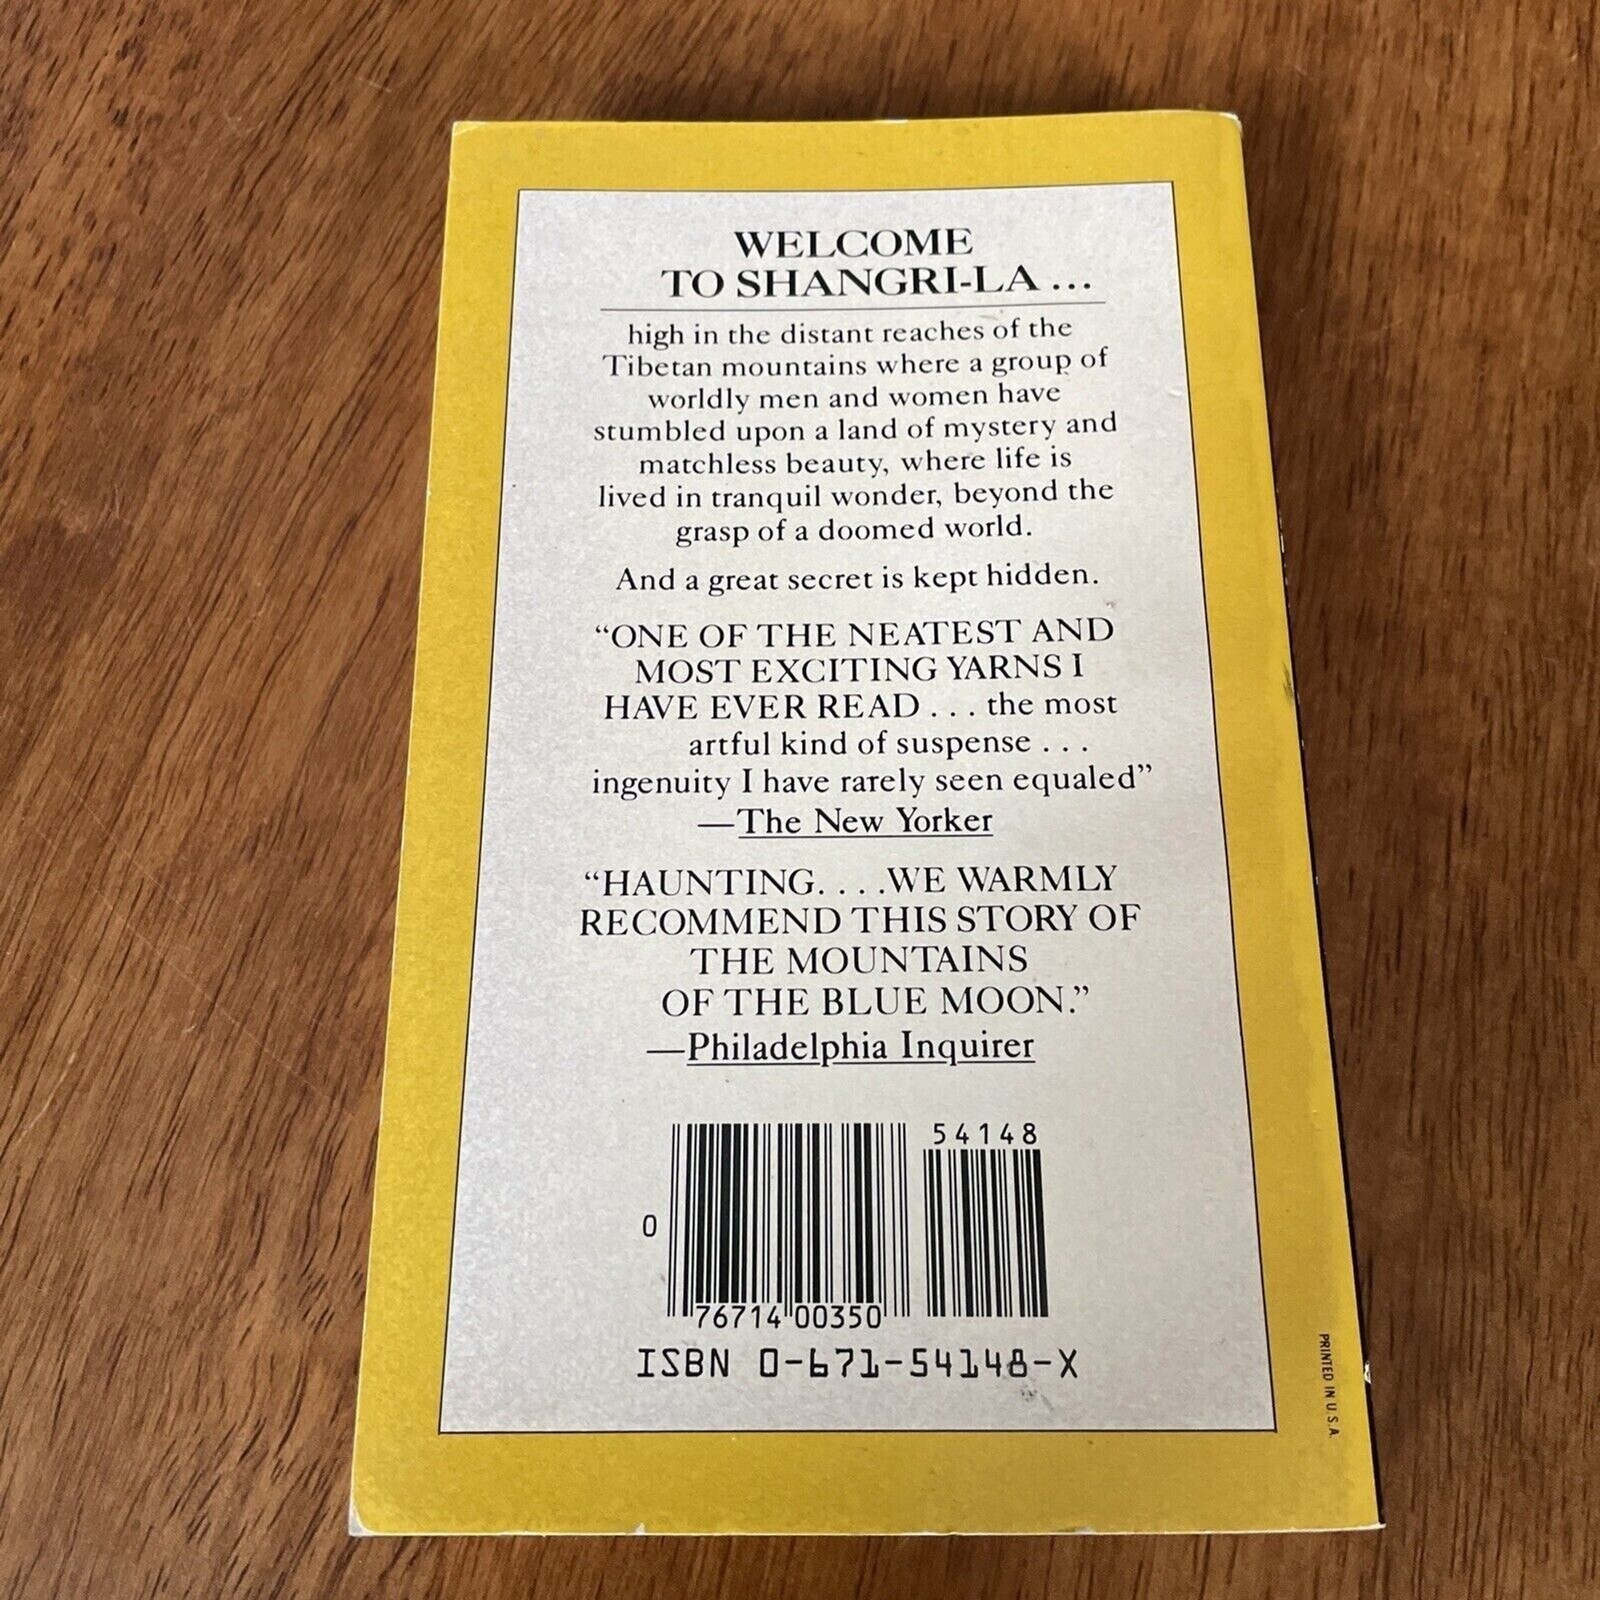 WELCOME
TO SHANGRI-LA ...
high in the distant reaches of the
Tibetan mountains where a group of
worldly men and women have
stumbled upon a land of mystery and
matchless beauty, where life is
lived in tranquil wonder, beyond the
grasp of a doomed world.
And a great secret is kept hidden.
“ONE OF THE NEATEST AND
MOST EXCITING YARNS I
HAVE EVER READ . . . the most
artful kind of suspense . . .
ingenuity I have rarely seen equaled”
—The New Yorker
“HAUNTING. . . .WE WARMLY
RECOMMEND THIS STORY OF
THE MOUNTAINS
OF THE BLUE MOON.”
—Philadelphia Inquirer
54148
0
76714 00350
ISBN 0-671-54148-X
PRINTED IN U.S.A.